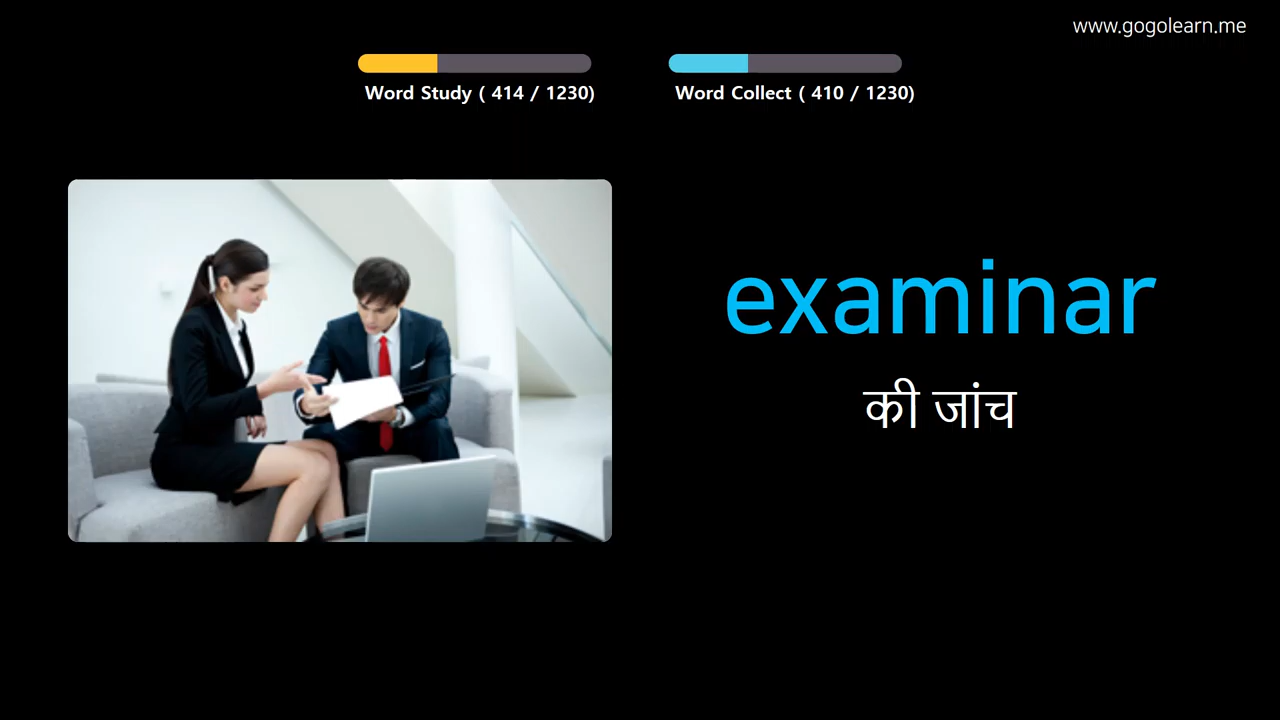 www.gogolearn.me
Word Study ( 414 / 1230)
Word Collect ( 410 / 1230)
examinar
की जांच